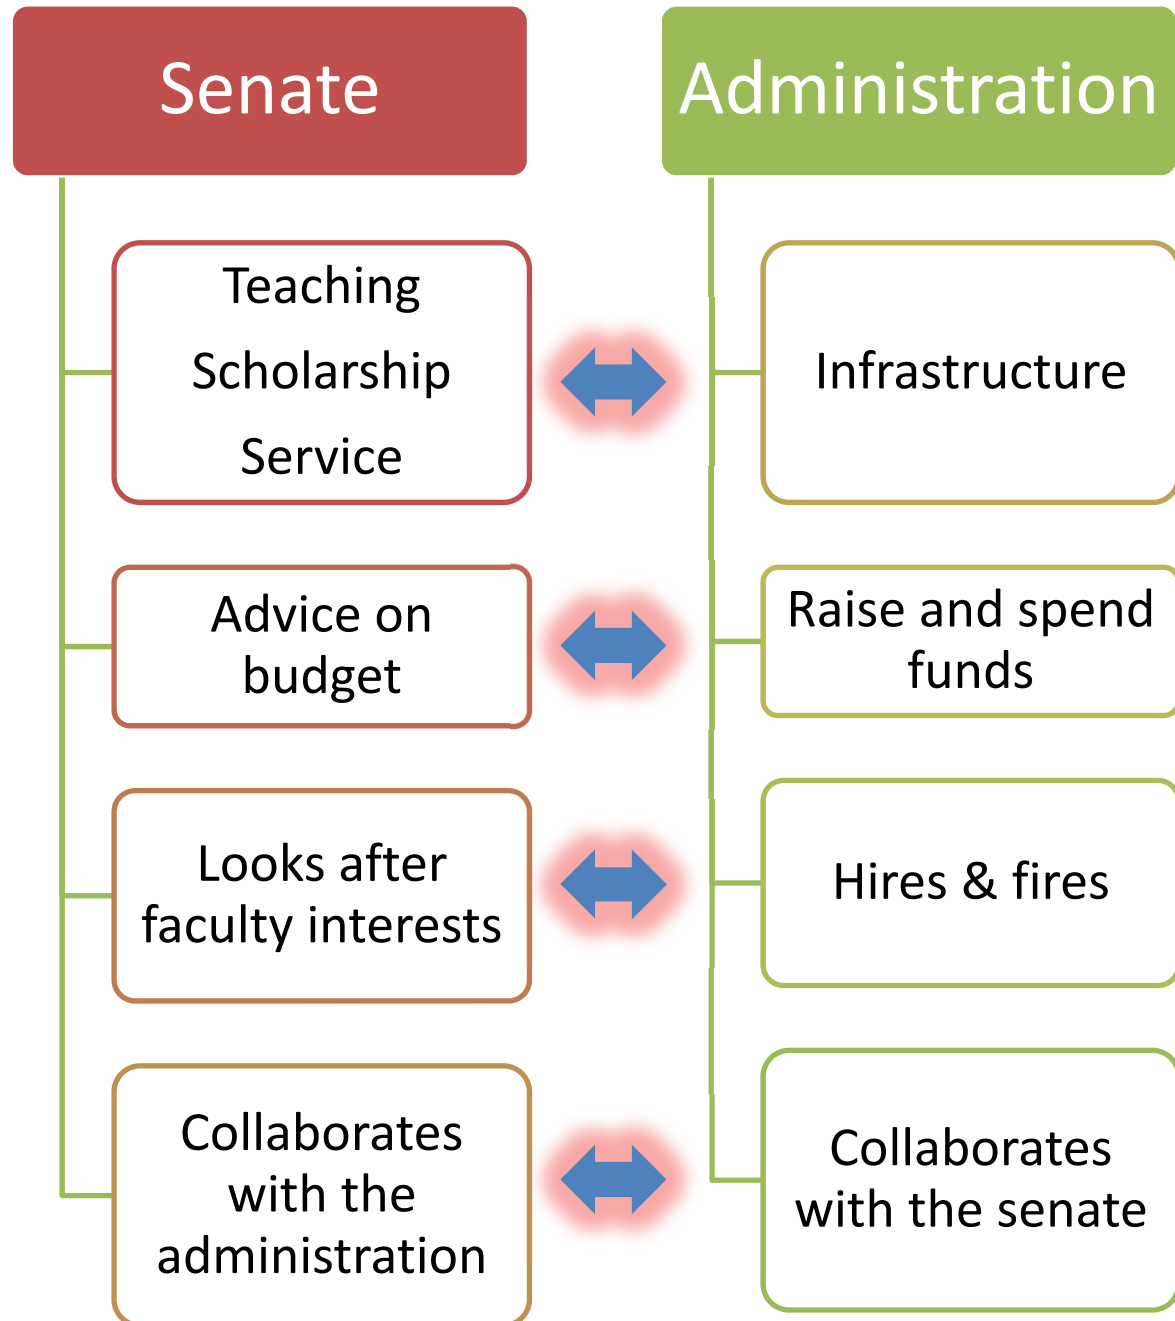 Senate
Teaching
Scholarship
Service
Advice on
budget
Looks after
faculty interests
Collaborates
with the
administration
Administration
Infrastructure
Raise and spend
funds
Hires & fires
Collaborates
with the senate